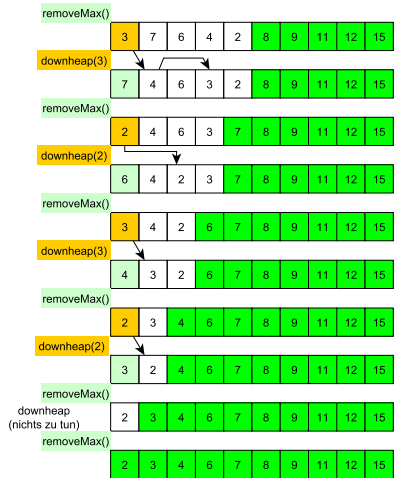 removeMax()
3 7 6 4 2 8 9 11 12 15
downheap(3)
7 4 6 3 2 8 9 11 12 15
removeMax()
2 4 6 3 7 8 9 11 12 15
downheap(2)
6 4 2 3 7 8 9 11 12 15
removeMax()
3 4 2 6 7 8 9 11 12 15
downheap(3)
4 3 2 6 7 8 9 11 12 15
removeMax()
2 3 4 6 7 8 9 11 12 15
downheap(2)
3 2 4 6 7 8 9 11 12 15
removeMax()
2 3 4 6 7 8 9 11 12 15
downheap
(nichts zu tun)
removeMax()
2 3 4 6 7 8 9 11 12 15